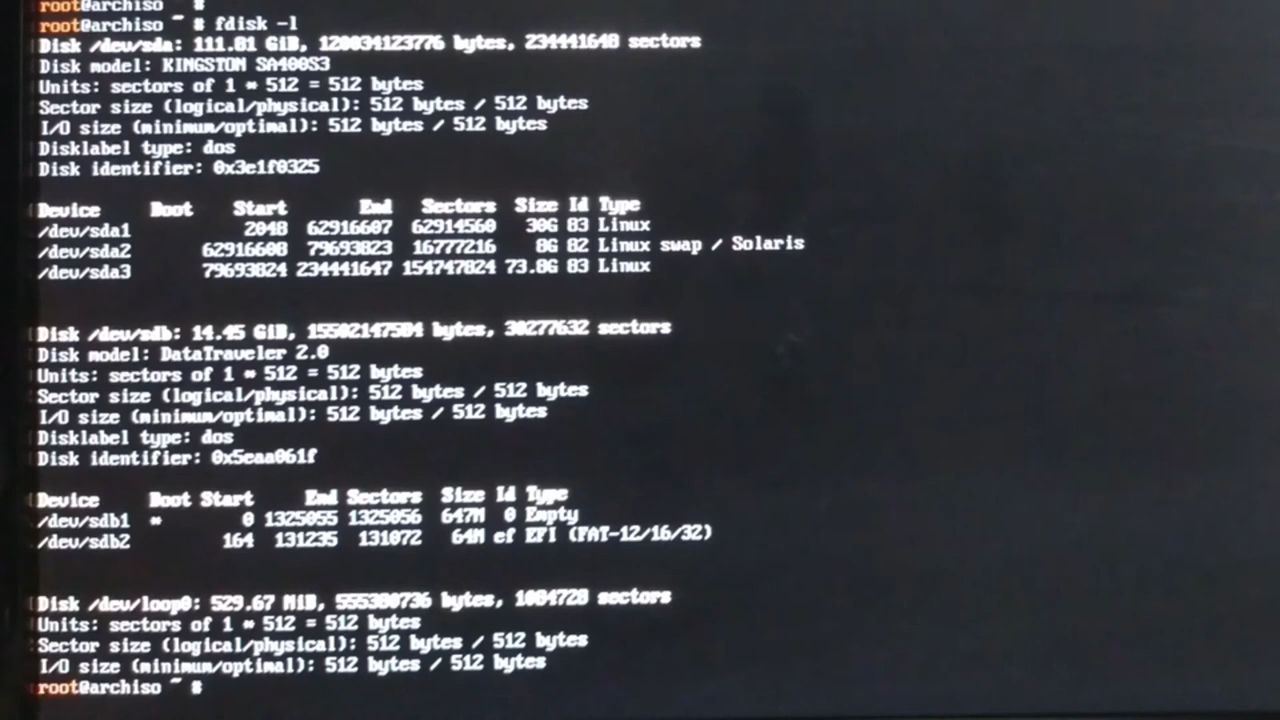 root@archiso ~ #
root@archiso ~ # fdisk -l
Disk /dev/sda: 111.81 GiB, 120034123776 bytes, 234441648 sectors
Disk model: KINGSTON SA400S3
Units: sectors of 1 * 512 = 512 bytes
Sector size (logical/physical): 512 bytes / 512 bytes
I/O size (minimum/optimal): 512 bytes / 512 bytes
Disklabel type: dos
Disk identifier: 0x3e1f0325
Device Boot Start End Sectors Size Id Type
/dev/sda1 2048 62916607 62914560 30G 83 Linux
/dev/sda2 62916608 79693823 16777216 8G 82 Linux swap / Solaris
/dev/sda3 79693824 234441647 154747824 73.8G 83 Linux
Disk /dev/sdb: 14.45 GiB, 15502147584 bytes, 30277632 sectors
Disk model: DataTraveler 2.0
Units: sectors of 1 * 512 = 512 bytes
Sector size (logical/physical): 512 bytes / 512 bytes
I/O size (minimum/optimal): 512 bytes / 512 bytes
Disklabel type: dos
Disk identifier: 0x5eaa061f
Device Boot Start End Sectors Size Id Type
/dev/sdb1 * 0 1325055 1325056 647M 0 Empty
/dev/sdb2 164 131235 131072 64M ef EFI (FAT-12/16/32)
Disk /dev/loop0: 529.67 MiB, 555380736 bytes, 1084728 sectors
Units: sectors of 1 * 512 = 512 bytes
Sector size (logical/physical): 512 bytes / 512 bytes
I/O size (minimum/optimal): 512 bytes / 512 bytes
root@archiso ~ #